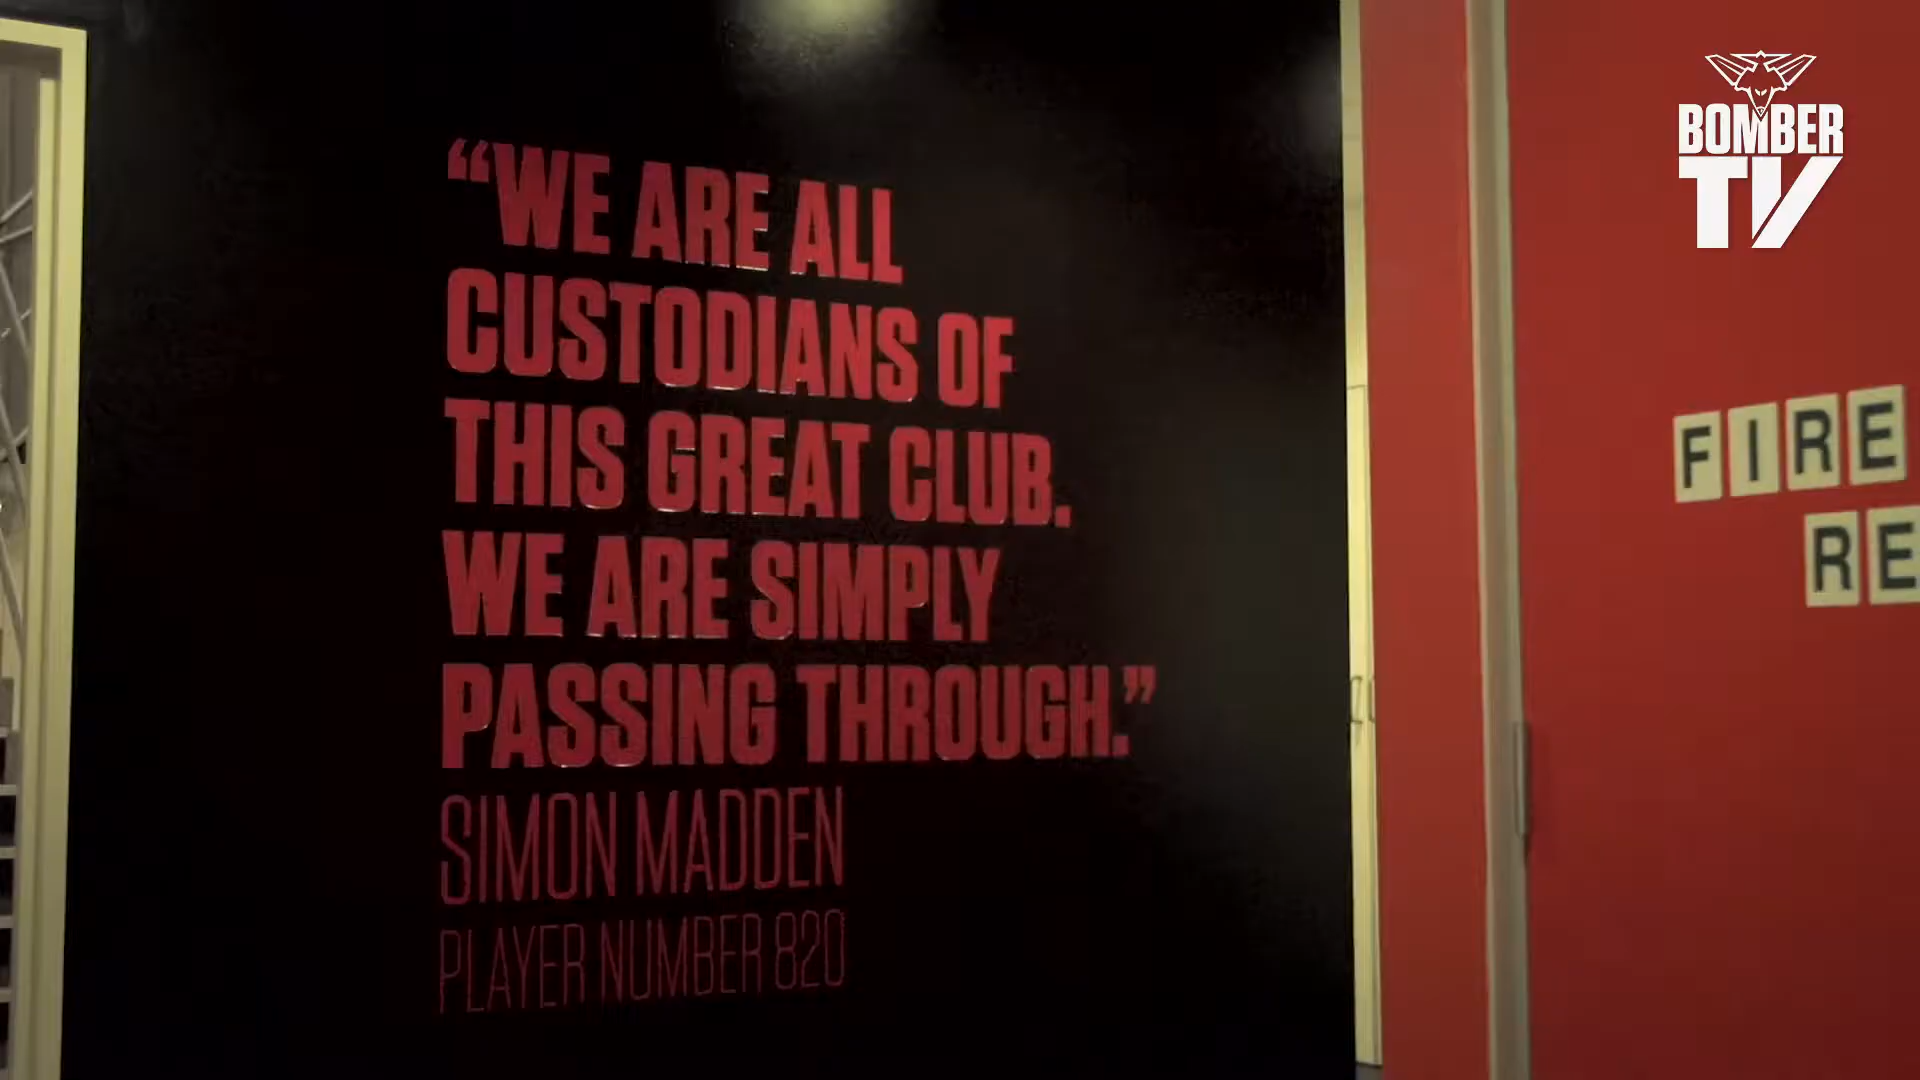 “WE ARE ALL
CUSTODIANS OF
THIS GREAT CLUB.
WE ARE SIMPLY
PASSING THROUGH.”
SIMON MADDEN
PLAYER NUMBER 820
BOMBER
TV
FIRE
RE